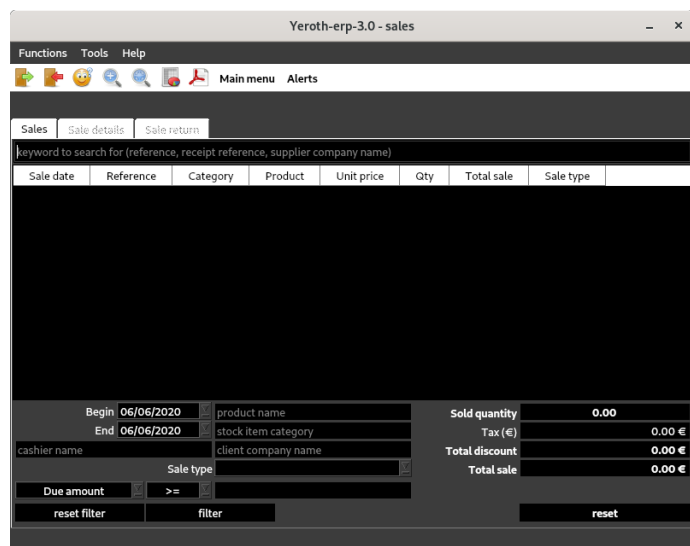 Yeroth-erp-3.0 - sales
Functions Tools Help
Main menu Alerts
Sales Sale details Sale return
keyword to search for (reference, receipt reference, supplier company name)
Sale date Reference Category Product Unit price Qty Total sale Sale type
Begin 06/06/2020 product name Sold quantity 0.00
End 06/06/2020 stock item category Tax (€) 0.00 €
cashier name client company name Total discount 0.00 €
Sale type Total sale 0.00 €
Due amount >=
reset filter filter reset